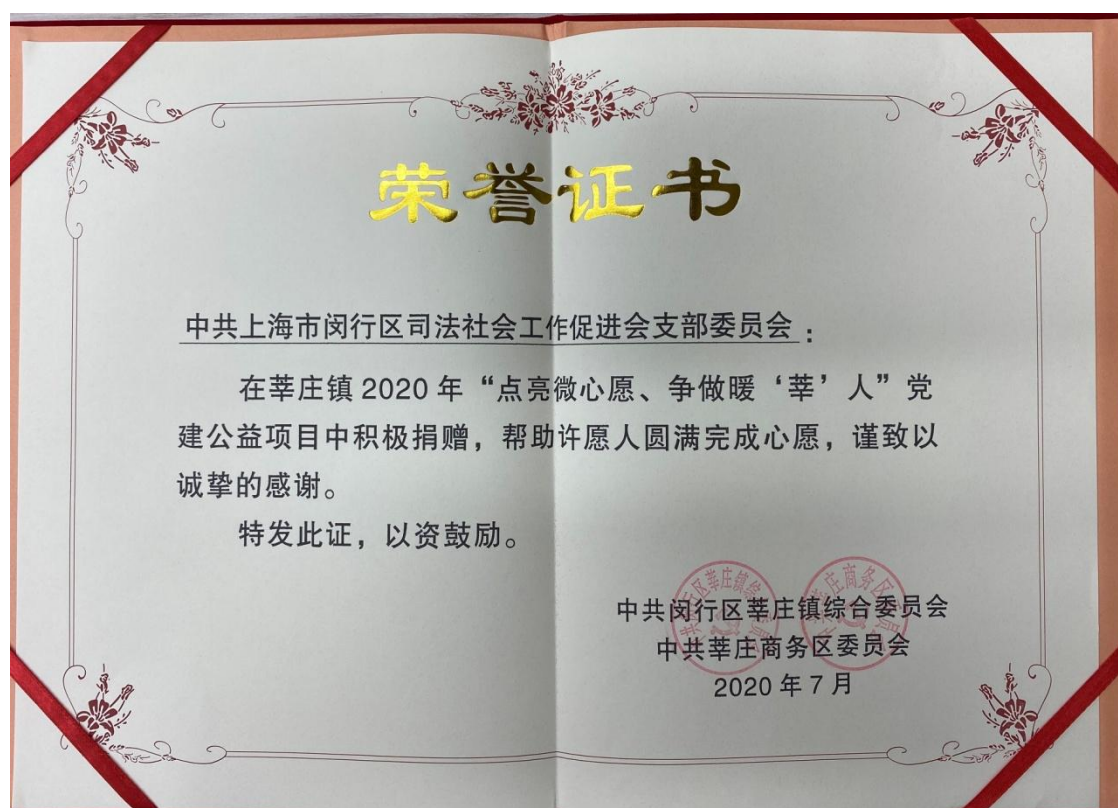 荣誉证书
中共上海市闵行区司法社会工作促进会支部委员会：
在莘庄镇2020年“点亮微心愿、争做暖‘莘’人”党
建公益项目中积极捐赠，帮助许愿人圆满完成心愿，谨致以
诚挚的感谢。
特发此证，以资鼓励。
中共闵行区莘庄镇综合委员会
中共莘庄商务区委员会
2020年7月